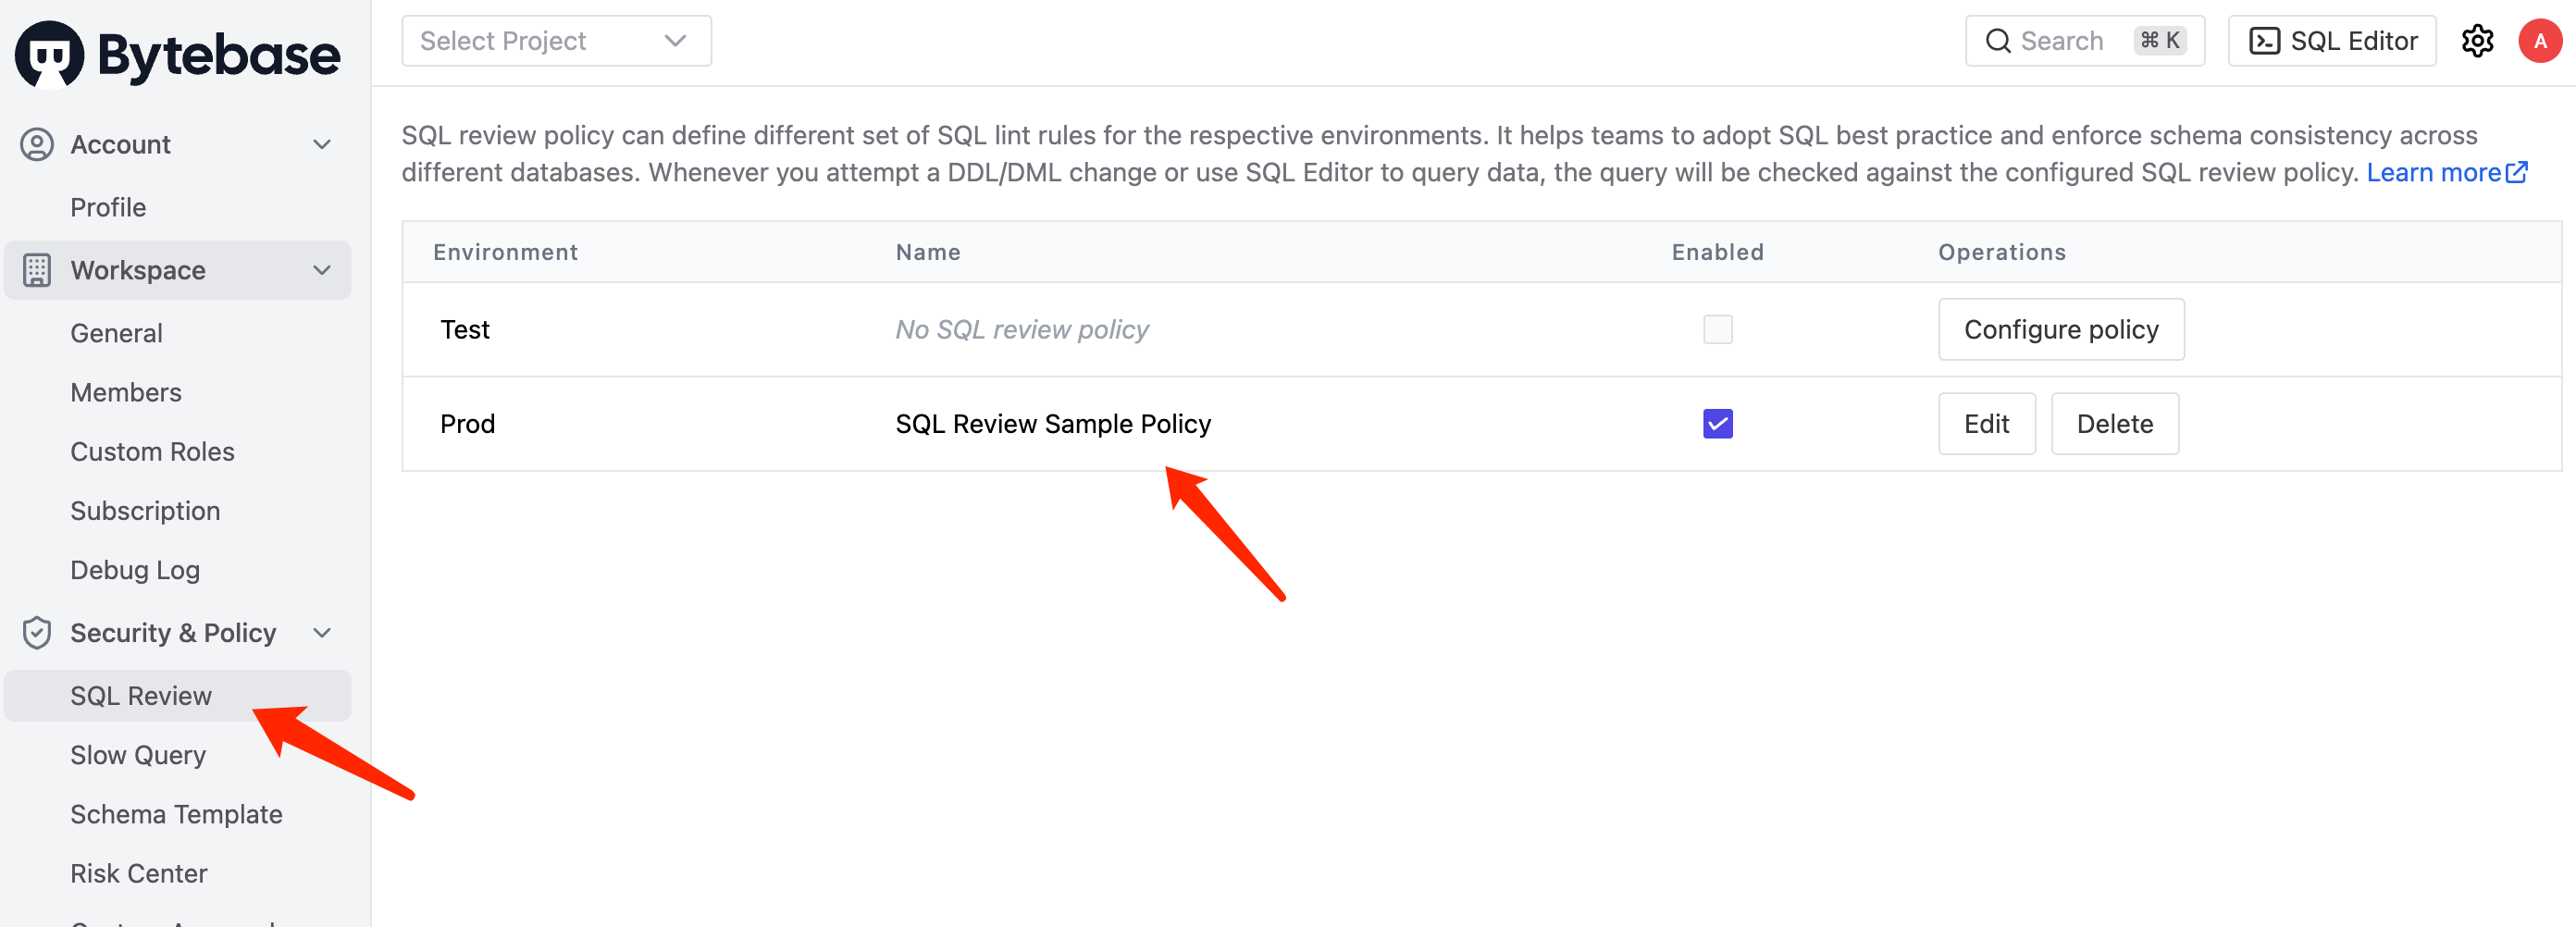 Bytebase
Select Project
Search ⌘ K
SQL Editor
A
Account
Profile
Workspace
General
Members
Custom Roles
Subscription
Debug Log
Security & Policy
SQL Review
Slow Query
Schema Template
Risk Center
SQL review policy can define different set of SQL lint rules for the respective environments. It helps teams to adopt SQL best practice and enforce schema consistency across
different databases. Whenever you attempt a DDL/DML change or use SQL Editor to query data, the query will be checked against the configured SQL review policy. Learn more
Environment Name Enabled Operations
Test No SQL review policy Configure policy
Prod SQL Review Sample Policy Edit Delete